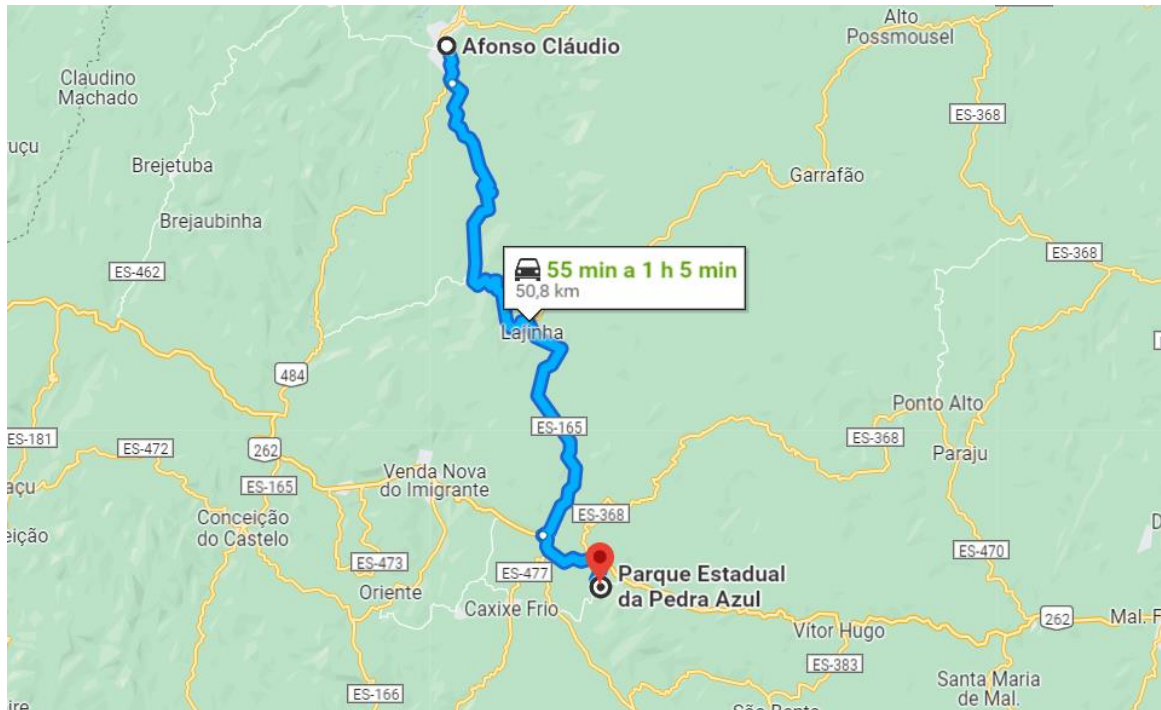 Alto
Possmousel
Afonso Cláudio
Claudino
Machado
ES-368
uçu
Brejetuba
Garrafão
Brejaubinha
ES-368
ES-462
55 min a 1 h 5 min
50,8 km
Lajinha
484
Ponto Alto
ES-165
ES-181
ES-472
262
ES-368
Paraju
Venda Nova
do Imigrante
ES-165
açu
Conceição
do Castelo
ES-368
eição
ES-470
ES-473
ES-477
Parque Estadual
da Pedra Azul
Oriente
Caxixe Frio
262
Mal. F
Vítor Hugo
ES-383
ES-166
Santa Maria
de Mal.